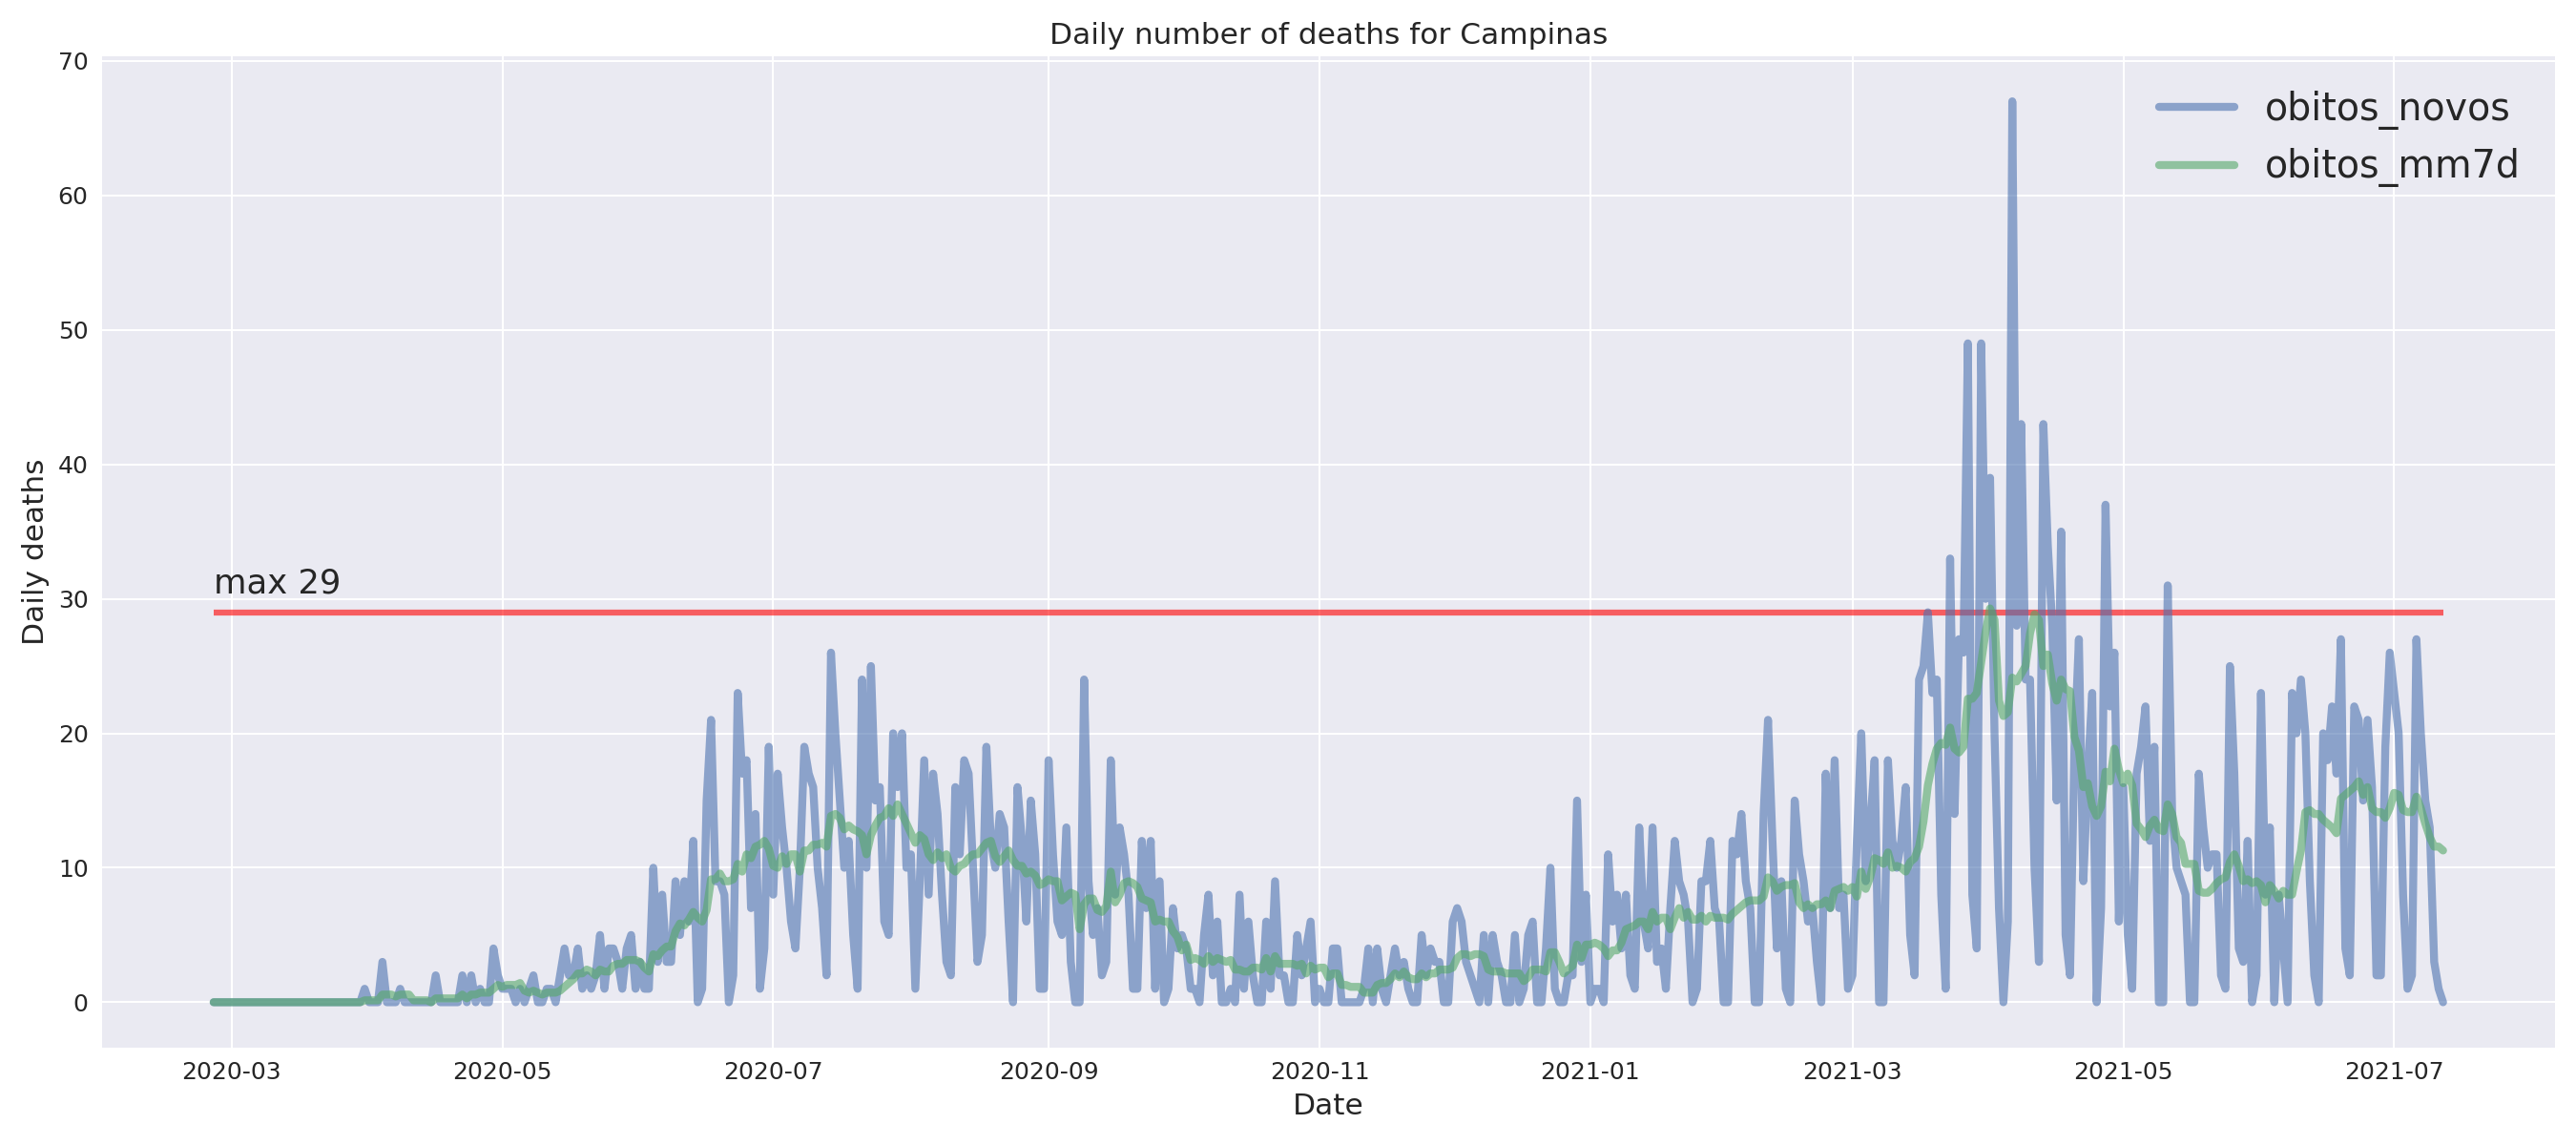 Daily number of deaths for Campinas
70
60
50
40
30
20
10
0
Daily deaths
obitos_novos
obitos_mm7d
max 29
2020-03 2020-05 2020-07 2020-09 2020-11 2021-01 2021-03 2021-05 2021-07
Date